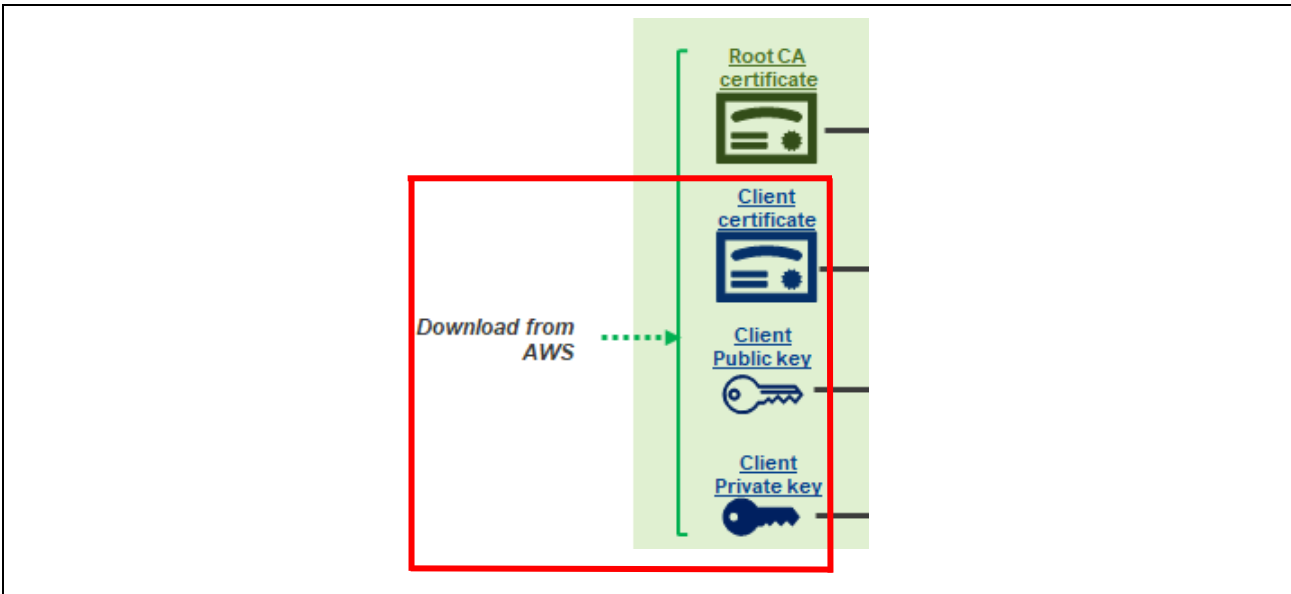 Root CA
certificate
Client
certificate
Download from
AWS
Client
Public key
Client
Private key